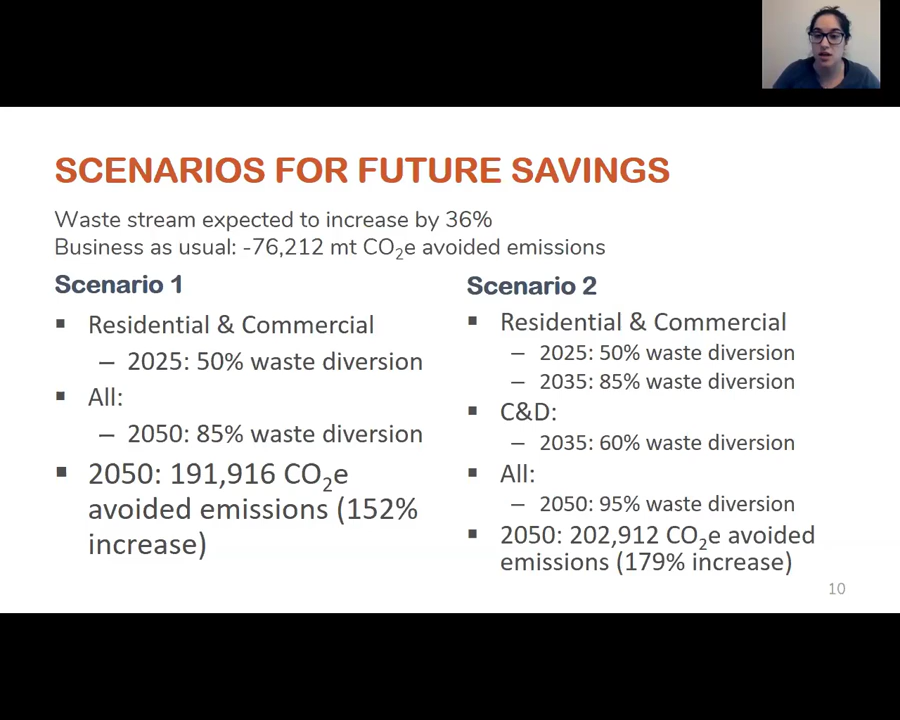 SCENARIOS FOR FUTURE SAVINGS
Waste stream expected to increase by 36%
Business as usual: -76,212 mt CO₂e avoided emissions
Scenario 1
▪ Residential & Commercial
– 2025: 50% waste diversion
▪ All:
– 2050: 85% waste diversion
▪ 2050: 191,916 CO₂e
avoided emissions (152%
increase)
Scenario 2
▪ Residential & Commercial
– 2025: 50% waste diversion
– 2035: 85% waste diversion
▪ C&D:
– 2035: 60% waste diversion
▪ All:
– 2050: 95% waste diversion
▪ 2050: 202,912 CO₂e avoided
emissions (179% increase)
10